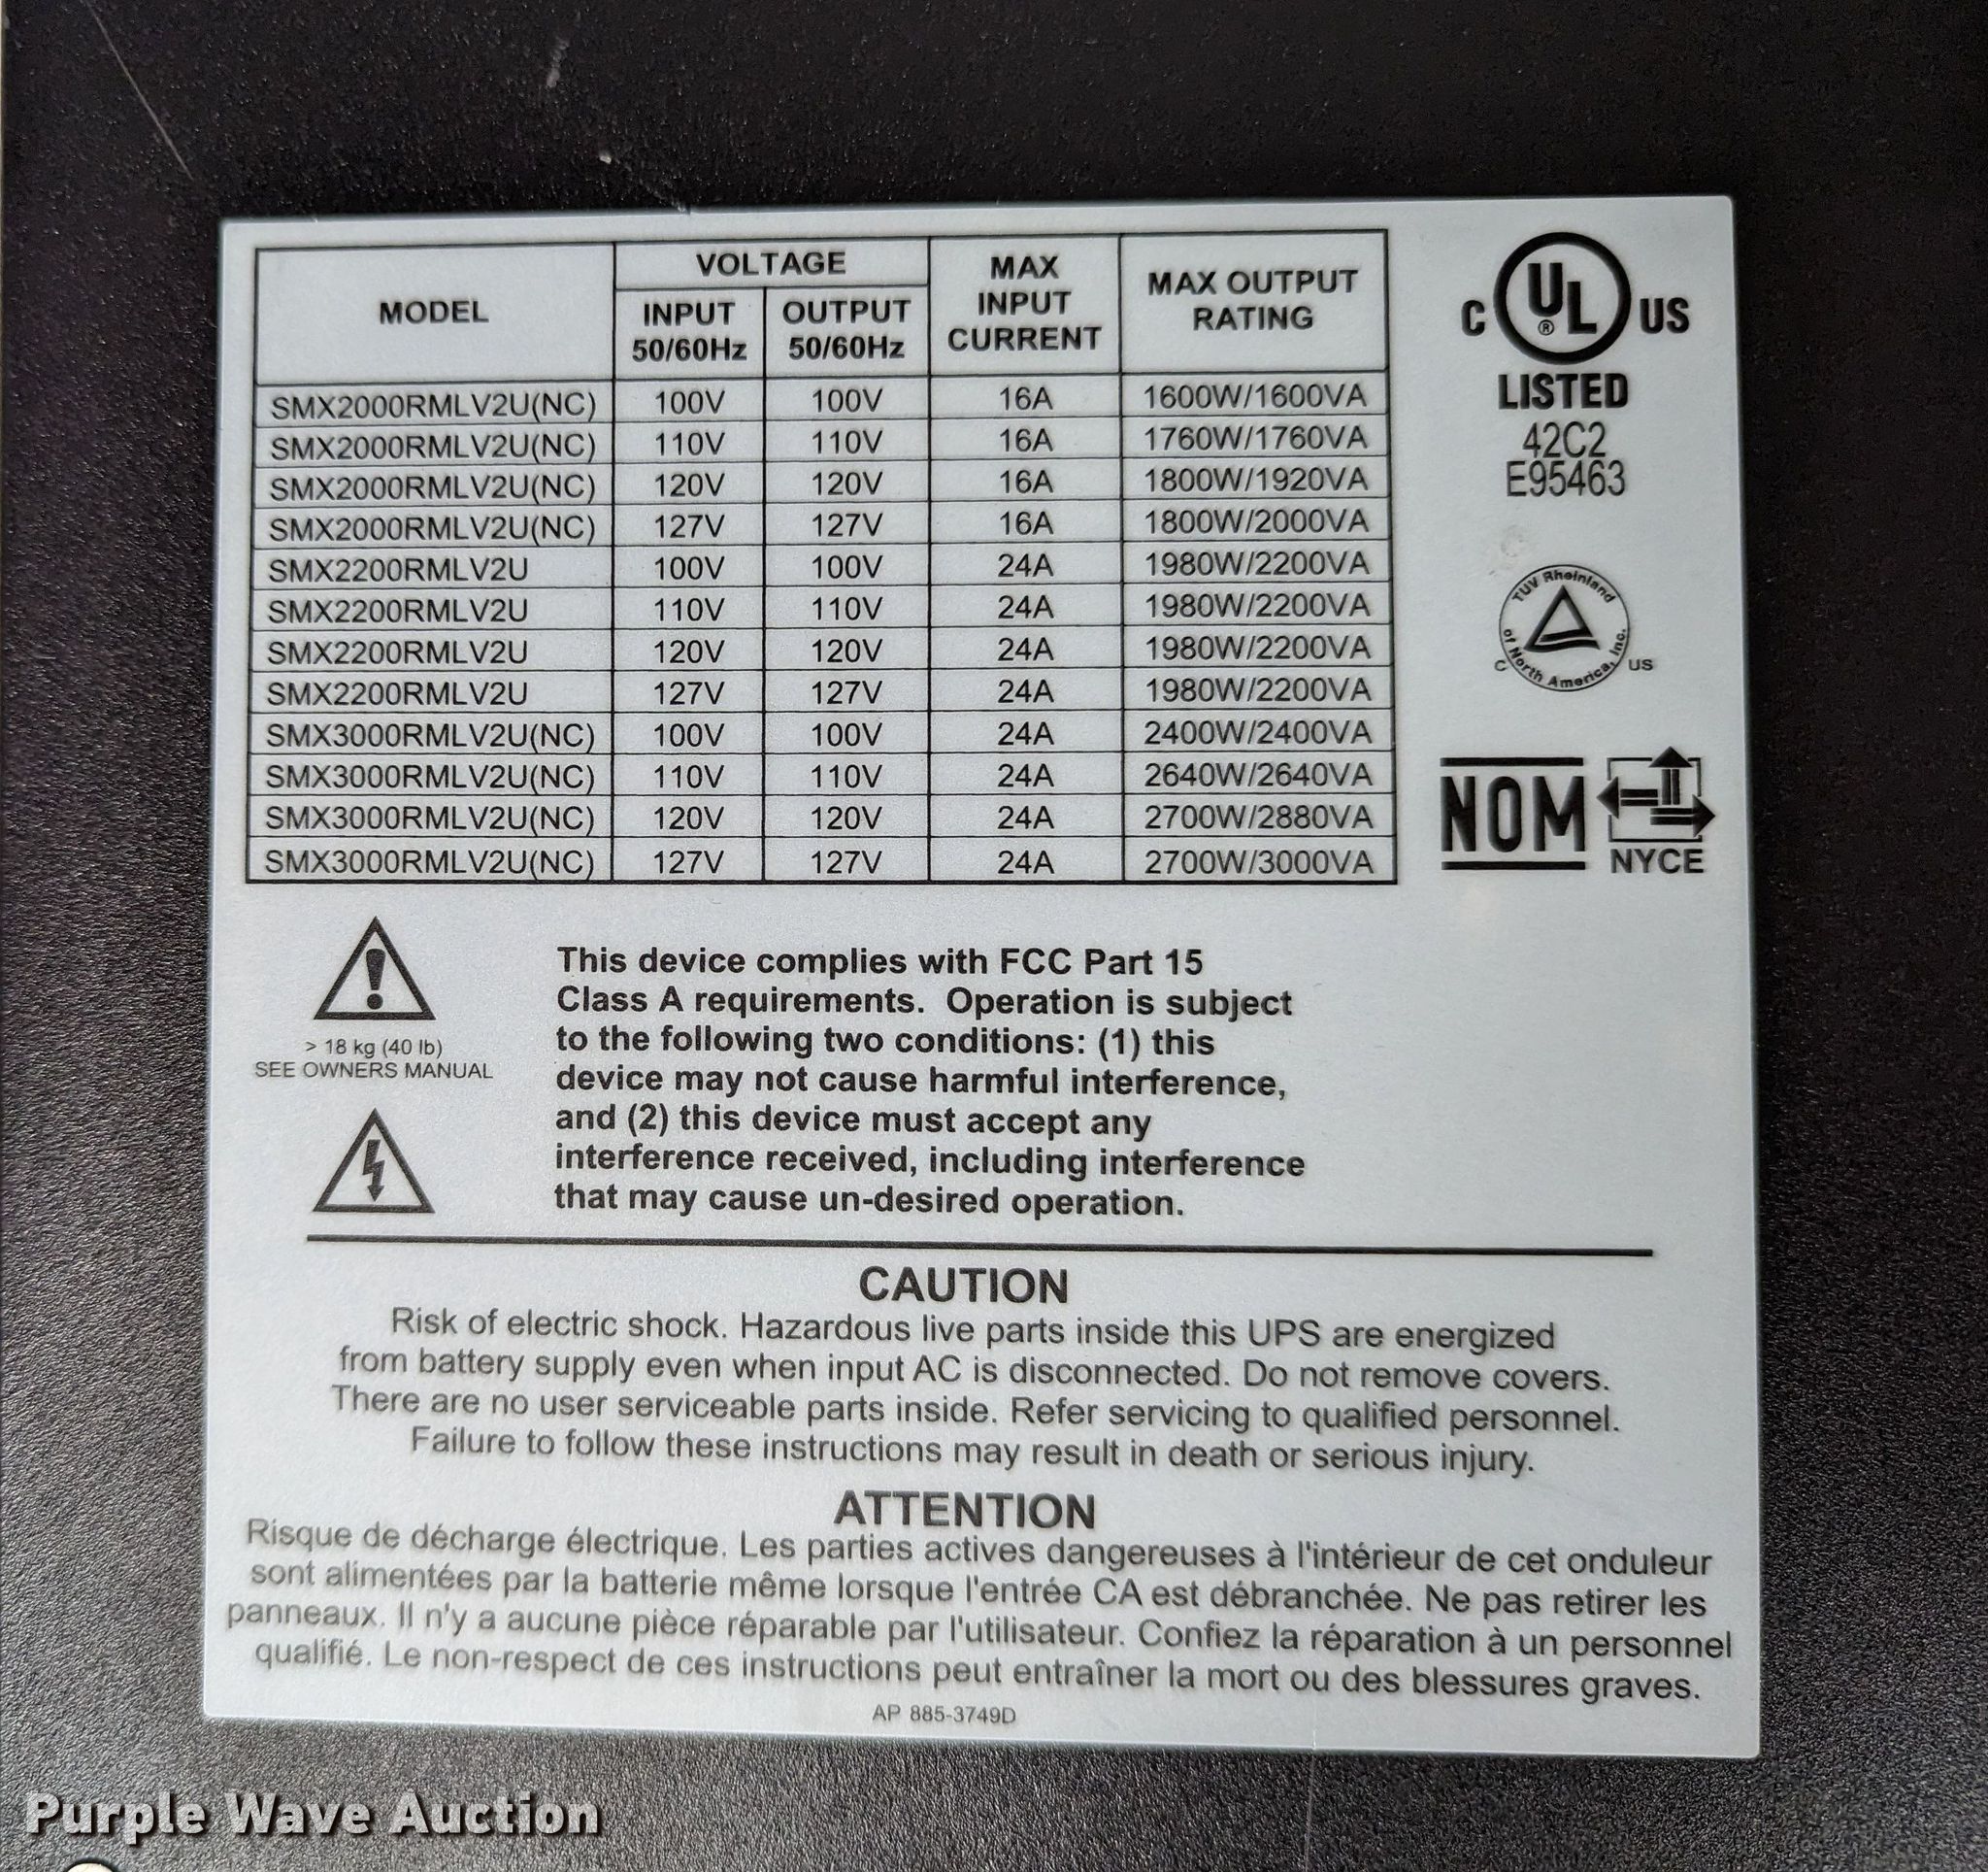 MODEL VOLTAGE MAX INPUT CURRENT MAX OUTPUT RATING
INPUT 50/60Hz OUTPUT 50/60Hz
SMX2000RMLV2U(NC) 100V 100V 16A 1600W/1600VA
SMX2000RMLV2U(NC) 110V 110V 16A 1760W/1760VA
SMX2000RMLV2U(NC) 120V 120V 16A 1800W/1920VA
SMX2000RMLV2U(NC) 127V 127V 16A 1800W/2000VA
SMX2200RMLV2U 100V 100V 24A 1980W/2200VA
SMX2200RMLV2U 110V 110V 24A 1980W/2200VA
SMX2200RMLV2U 120V 120V 24A 1980W/2200VA
SMX2200RMLV2U 127V 127V 24A 1980W/2200VA
SMX3000RMLV2U(NC) 100V 100V 24A 2400W/2400VA
SMX3000RMLV2U(NC) 110V 110V 24A 2640W/2640VA
SMX3000RMLV2U(NC) 120V 120V 24A 2700W/2880VA
SMX3000RMLV2U(NC) 127V 127V 24A 2700W/3000VA
C UL ® US
LISTED
42C2
E95463
TUV Rheinland
of North America, Inc.
C US
NOM
NYCE
> 18 kg (40 lb)
SEE OWNERS MANUAL
This device complies with FCC Part 15
Class A requirements. Operation is subject
to the following two conditions: (1) this
device may not cause harmful interference,
and (2) this device must accept any
interference received, including interference
that may cause un-desired operation.
CAUTION
Risk of electric shock. Hazardous live parts inside this UPS are energized
from battery supply even when input AC is disconnected. Do not remove covers.
There are no user serviceable parts inside. Refer servicing to qualified personnel.
Failure to follow these instructions may result in death or serious injury.
ATTENTION
Risque de décharge électrique. Les parties actives dangereuses à l'intérieur de cet onduleur
sont alimentées par la batterie même lorsque l'entrée CA est débranchée. Ne pas retirer les
panneaux. Il n'y a aucune pièce réparable par l'utilisateur. Confiez la réparation à un personnel
qualifié. Le non-respect de ces instructions peut entraîner la mort ou des blessures graves.
AP 885-3749D
Purple Wave Auction